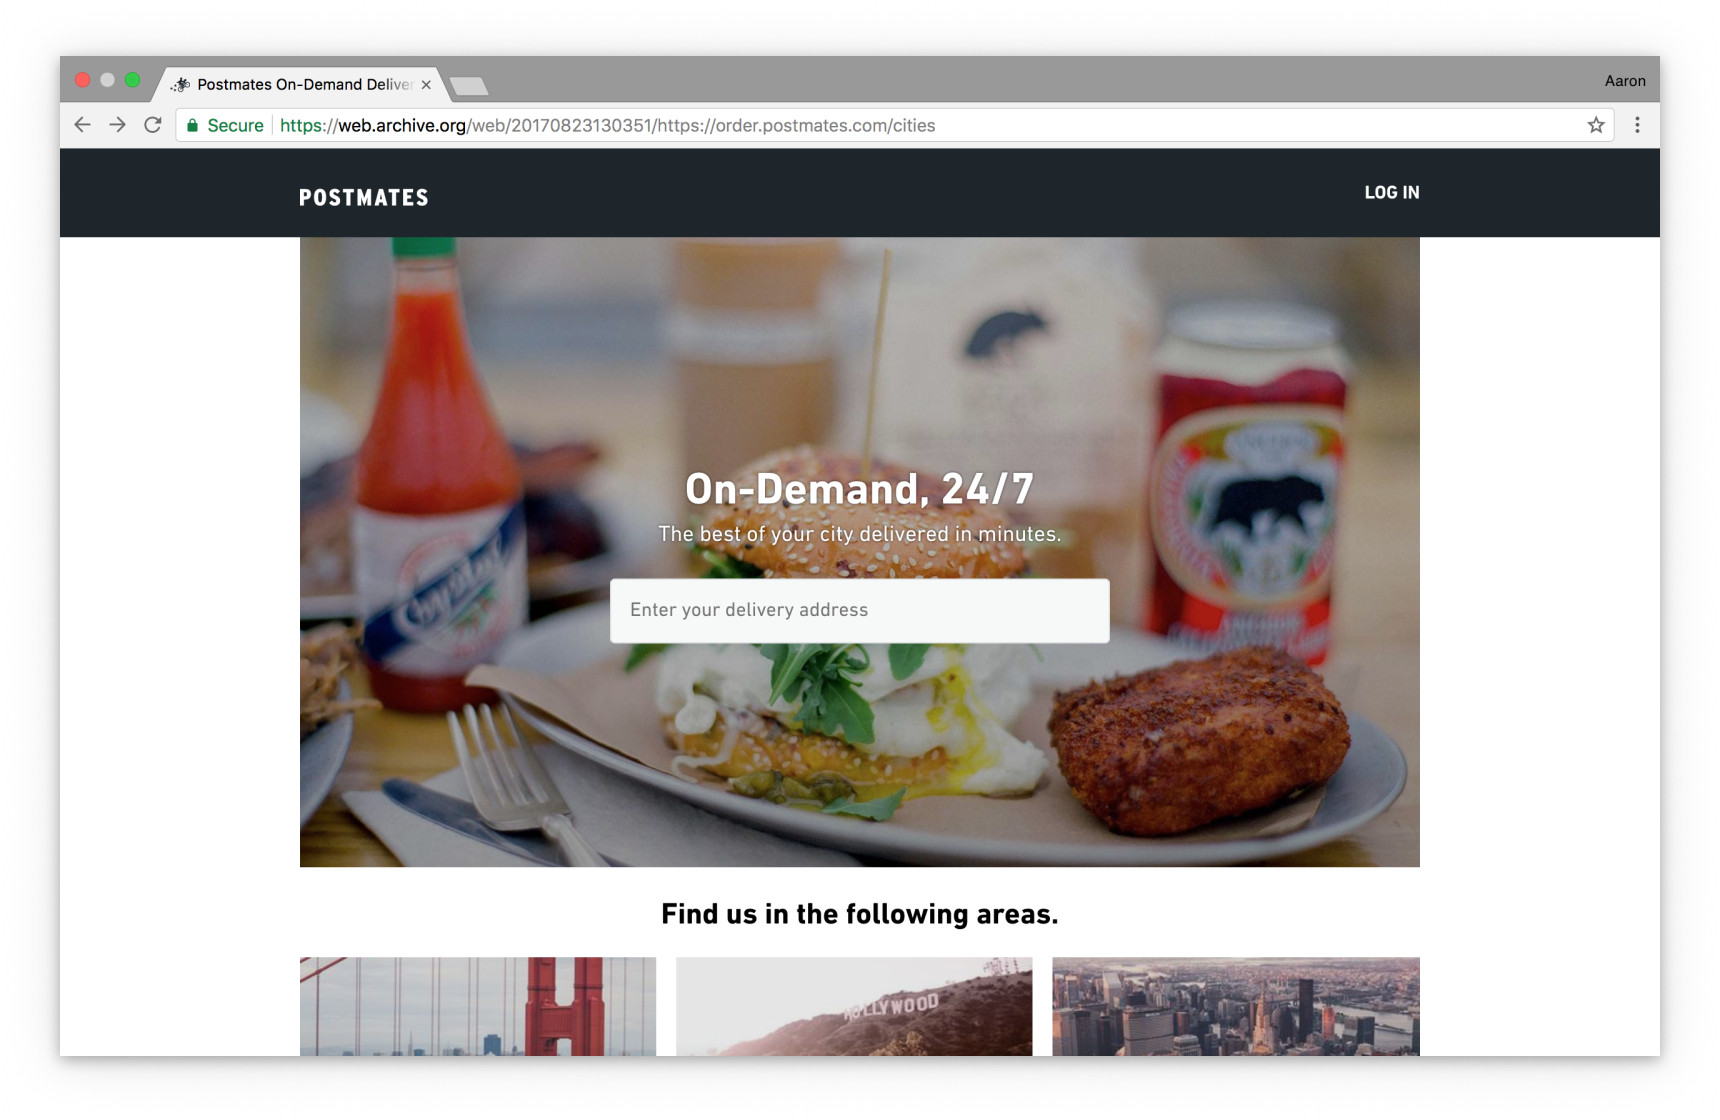 Postmates On-Demand Deliver
Aaron
Secure https://web.archive.org/web/20170823130351/https://order.postmates.com/cities
POSTMATES
LOG IN
On-Demand, 24/7
The best of your city delivered in minutes.
Enter your delivery address
Find us in the following areas.
HOLLYWOOD